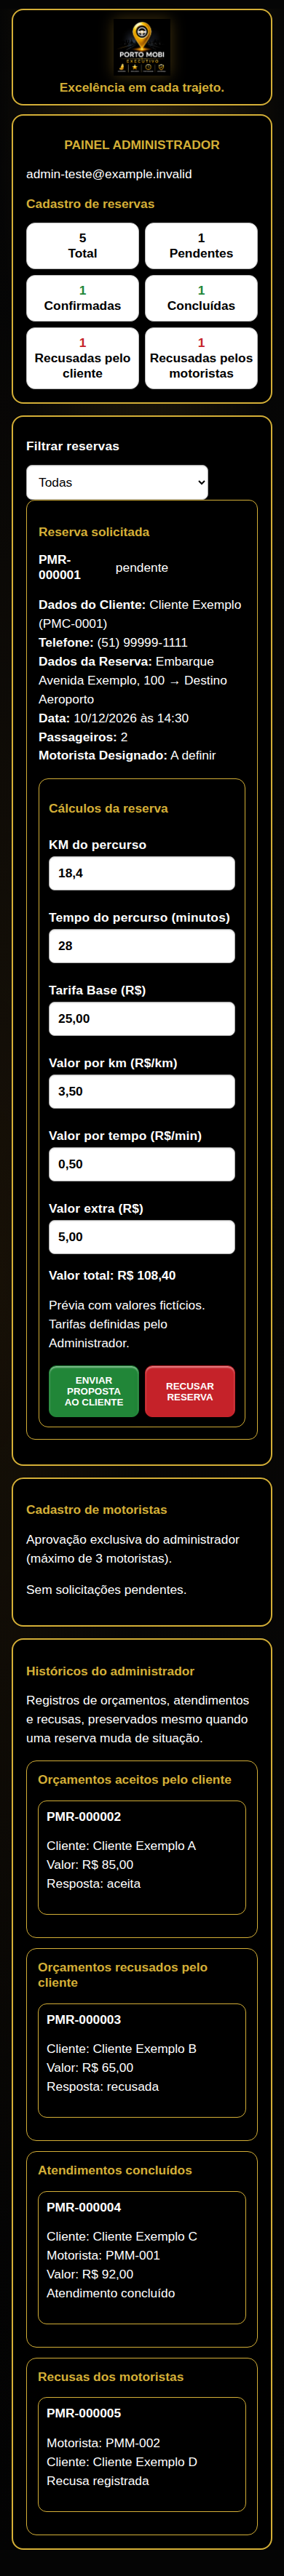 PORTO MOBI
EXECUTIVO
Excelência em cada trajeto.
PAINEL ADMINISTRADOR
admin-teste@example.invalid
Cadastro de reservas
5
Total
1
Pendentes
1
Confirmadas
1
Concluídas
1
Recusadas pelo
cliente
1
Recusadas pelos
motoristas
Filtrar reservas
Todas
Reserva solicitada
PMR-
000001
pendente
Dados do Cliente: Cliente Exemplo
(PMC-0001)
Telefone: (51) 99999-1111
Dados da Reserva: Embarque
Avenida Exemplo, 100 → Destino
Aeroporto
Data: 10/12/2026 às 14:30
Passageiros: 2
Motorista Designado: A definir
Cálculos da reserva
KM do percurso
18,4
Tempo do percurso (minutos)
28
Tarifa Base (R$)
25,00
Valor por km (R$/km)
3,50
Valor por tempo (R$/min)
0,50
Valor extra (R$)
5,00
Valor total: R$ 108,40
Prévia com valores fictícios.
Tarifas definidas pelo
Administrador.
ENVIAR
PROPOSTA
AO CLIENTE
RECUSAR
RESERVA
Cadastro de motoristas
Aprovação exclusiva do administrador
(máximo de 3 motoristas).
Sem solicitações pendentes.
Históricos do administrador
Registros de orçamentos, atendimentos
e recusas, preservados mesmo quando
uma reserva muda de situação.
Orçamentos aceitos pelo cliente
PMR-000002
Cliente: Cliente Exemplo A
Valor: R$ 85,00
Resposta: aceita
Orçamentos recusados pelo
cliente
PMR-000003
Cliente: Cliente Exemplo B
Valor: R$ 65,00
Resposta: recusada
Atendimentos concluídos
PMR-000004
Cliente: Cliente Exemplo C
Motorista: PMM-001
Valor: R$ 92,00
Atendimento concluído
Recusas dos motoristas
PMR-000005
Motorista: PMM-002
Cliente: Cliente Exemplo D
Recusa registrada